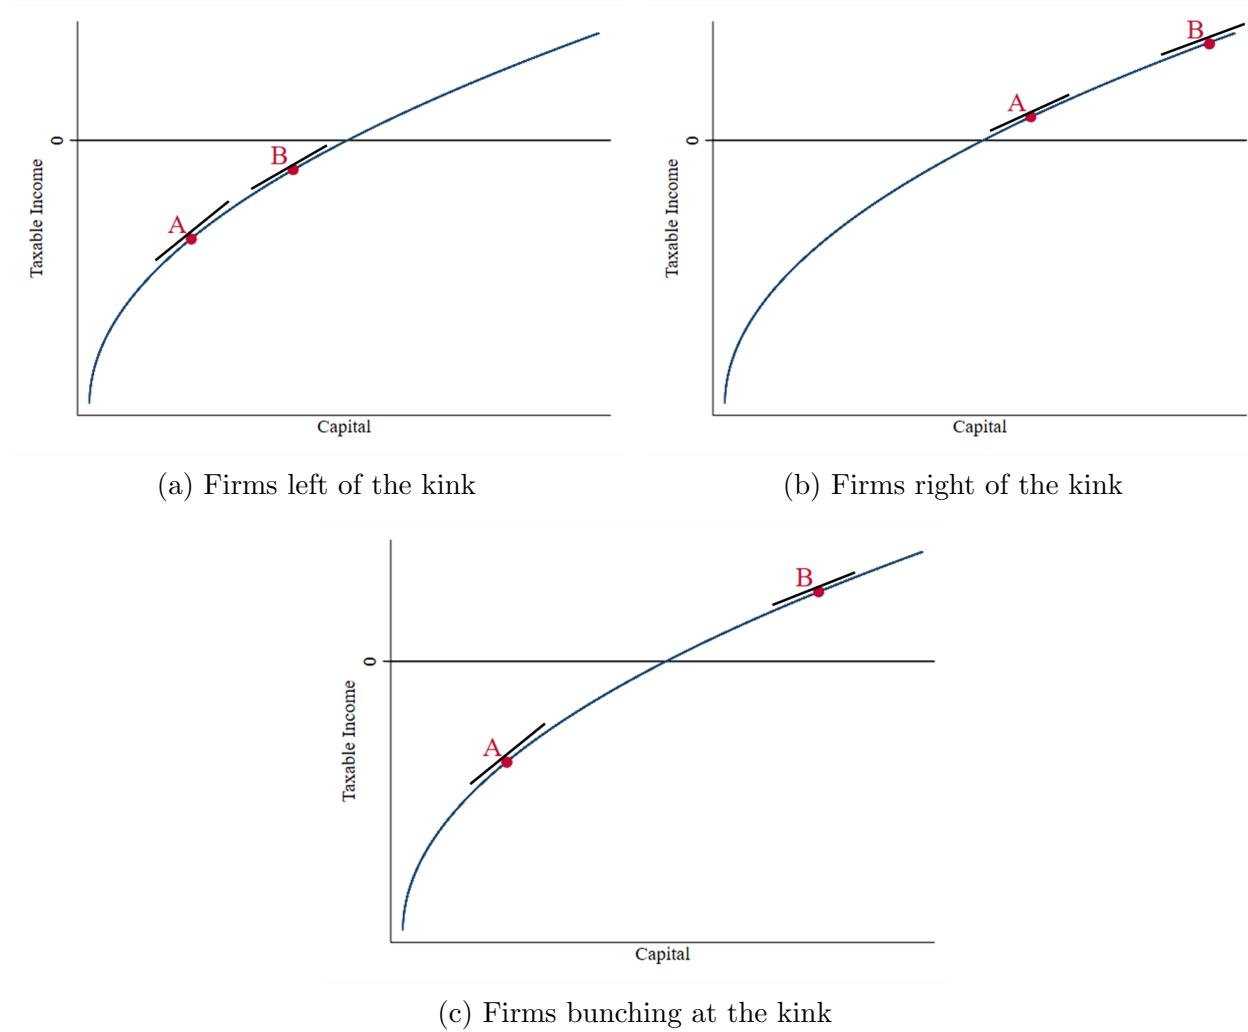 0
Taxable Income
A
B
Capital
(a) Firms left of the kink
0
Taxable Income
A
B
Capital
(b) Firms right of the kink
0
Taxable Income
A
B
Capital
(c) Firms bunching at the kink